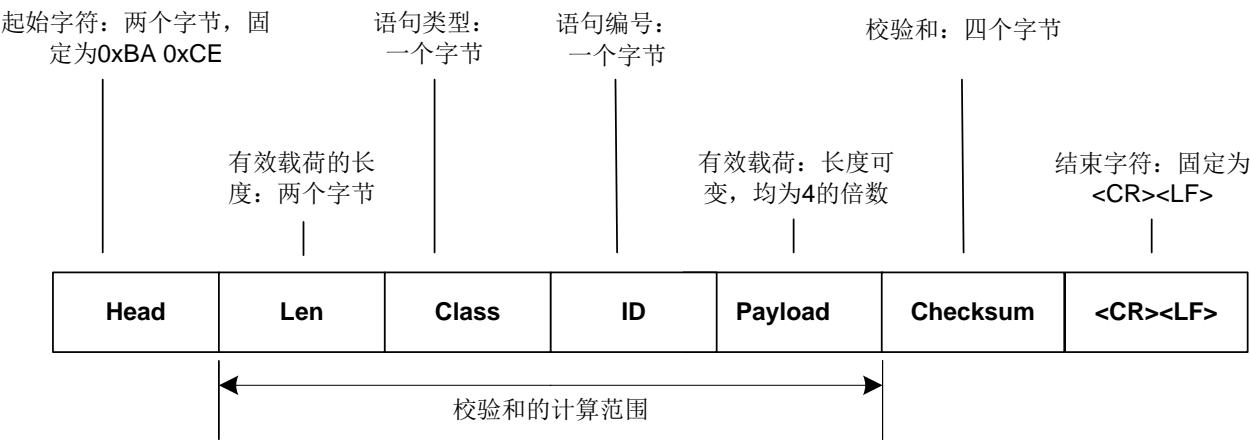 起始字符：两个字节，固
定为0xBA 0xCE
语句类型：
一个字节
语句编号：
一个字节
校验和：四个字节
有效载荷的长
度：两个字节
有效载荷：长度可
变，均为4的倍数
结束字符：固定为
<CR><LF>
Head Len Class ID Payload Checksum <CR><LF>
校验和的计算范围